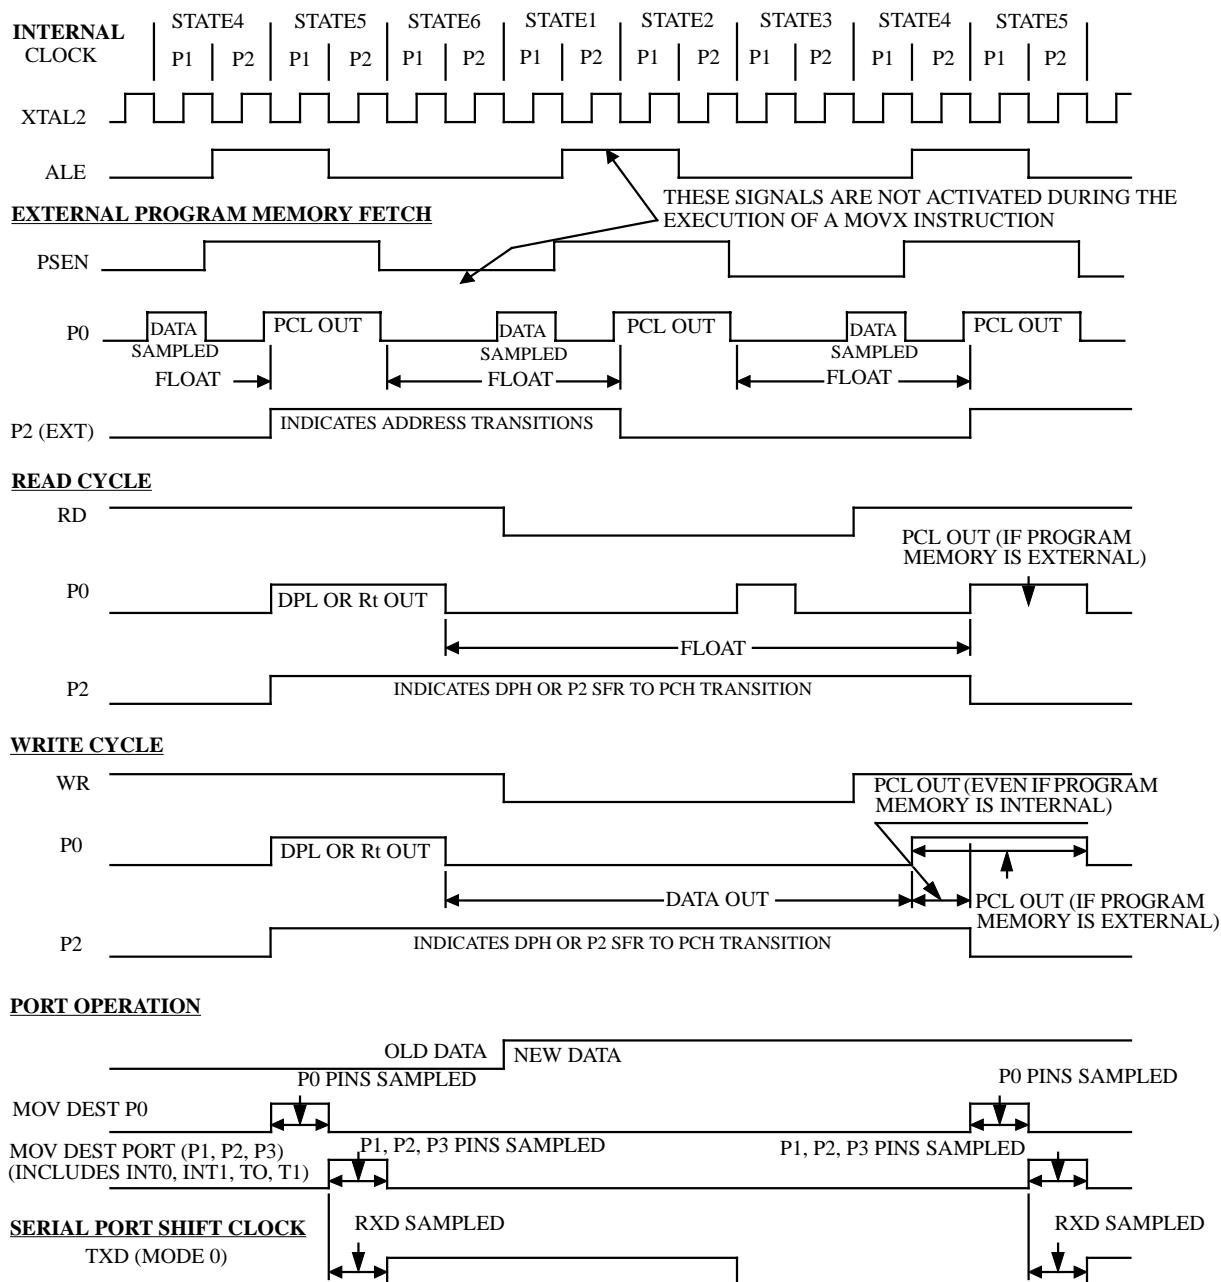 INTERNAL CLOCK
STATE4 STATE5 STATE6 STATE1 STATE2 STATE3 STATE4 STATE5
P1 P2 P1 P2 P1 P2 P1 P2 P1 P2 P1 P2 P1 P2 P1 P2
XTAL2
ALE
THESE SIGNALS ARE NOT ACTIVATED DURING THE
EXECUTION OF A MOVX INSTRUCTION
EXTERNAL PROGRAM MEMORY FETCH
PSEN
P0
DATA PCL OUT DATA PCL OUT DATA PCL OUT
SAMPLED SAMPLED SAMPLED
FLOAT FLOAT FLOAT
P2 (EXT)
INDICATES ADDRESS TRANSITIONS
READ CYCLE
RD
PCL OUT (IF PROGRAM
MEMORY IS EXTERNAL)
P0
DPL OR Rt OUT
FLOAT
P2
INDICATES DPH OR P2 SFR TO PCH TRANSITION
WRITE CYCLE
WR
PCL OUT (EVEN IF PROGRAM
MEMORY IS INTERNAL)
P0
DPL OR Rt OUT
DATA OUT
PCL OUT (IF PROGRAM
MEMORY IS EXTERNAL)
P2
INDICATES DPH OR P2 SFR TO PCH TRANSITION
PORT OPERATION
OLD DATA NEW DATA
P0 PINS SAMPLED P0 PINS SAMPLED
MOV DEST P0
MOV DEST PORT (P1, P2, P3)
(INCLUDES INT0, INT1, TO, T1)
P1, P2, P3 PINS SAMPLED P1, P2, P3 PINS SAMPLED
SERIAL PORT SHIFT CLOCK
RXD SAMPLED RXD SAMPLED
TXD (MODE 0)